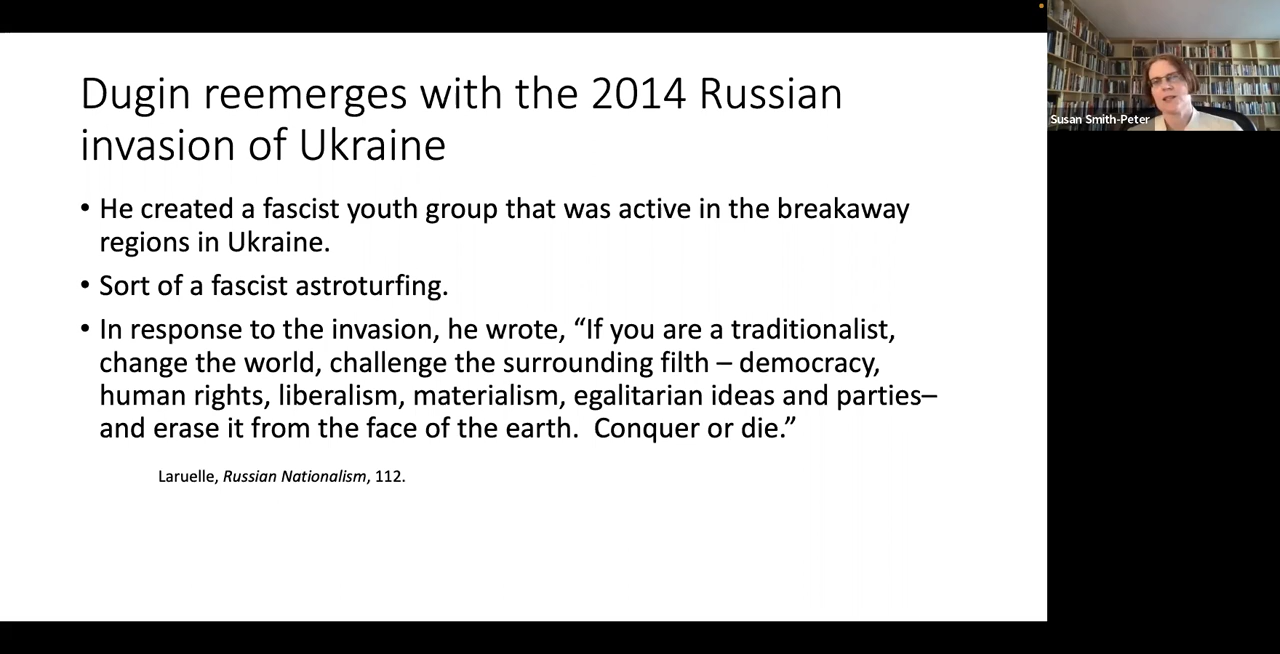 Dugin reemerges with the 2014 Russian
invasion of Ukraine
• He created a fascist youth group that was active in the breakaway
regions in Ukraine.
• Sort of a fascist astroturfing.
• In response to the invasion, he wrote, “If you are a traditionalist,
change the world, challenge the surrounding filth – democracy,
human rights, liberalism, materialism, egalitarian ideas and parties–
and erase it from the face of the earth.  Conquer or die.”
Laruelle, Russian Nationalism, 112.
Susan Smith-Peter